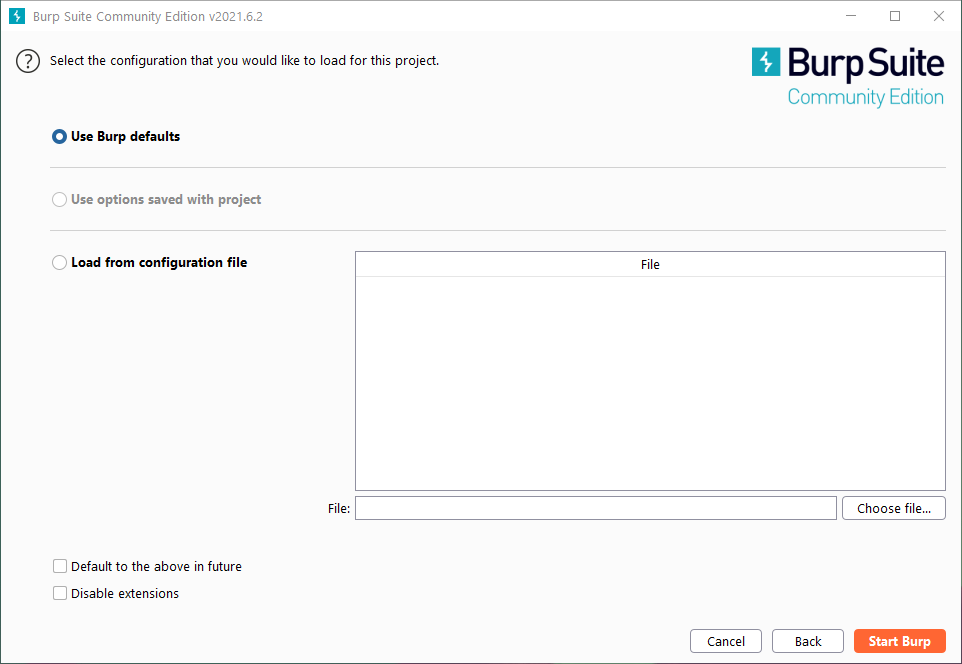 Burp Suite Community Edition v2021.6.2
Select the configuration that you would like to load for this project.
Burp Suite
Community Edition
Use Burp defaults
Use options saved with project
Load from configuration file
File
File:
Choose file...
Default to the above in future
Disable extensions
Cancel
Back
Start Burp